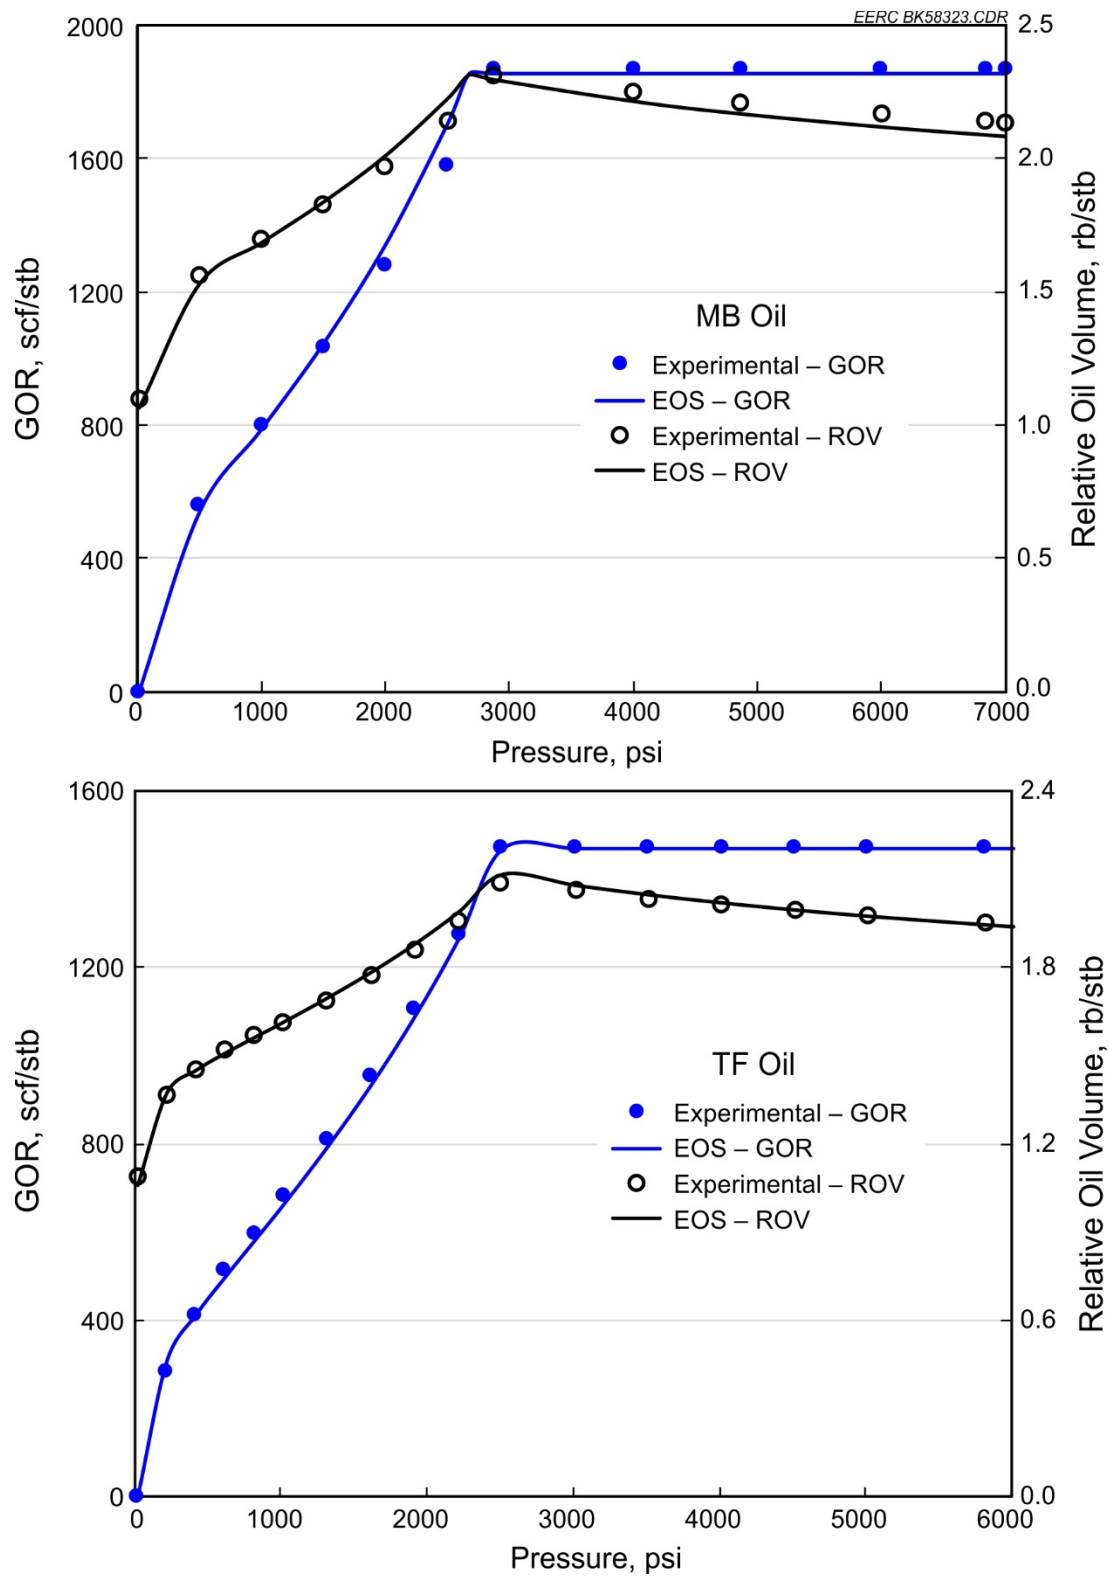 EERC BK58323.CDR
2000
1600
1200
800
400
0
GOR, scf/stb
2.5
2.0
1.5
1.0
0.5
0.0
Relative Oil Volume, rb/stb
MB Oil
Experimental – GOR
EOS – GOR
Experimental – ROV
EOS – ROV
0 1000 2000 3000 4000 5000 6000 7000
Pressure, psi
1600
1200
800
400
0
GOR, scf/stb
2.4
1.8
1.2
0.6
0.0
Relative Oil Volume, rb/stb
TF Oil
Experimental – GOR
EOS – GOR
Experimental – ROV
EOS – ROV
0 1000 2000 3000 4000 5000 6000
Pressure, psi